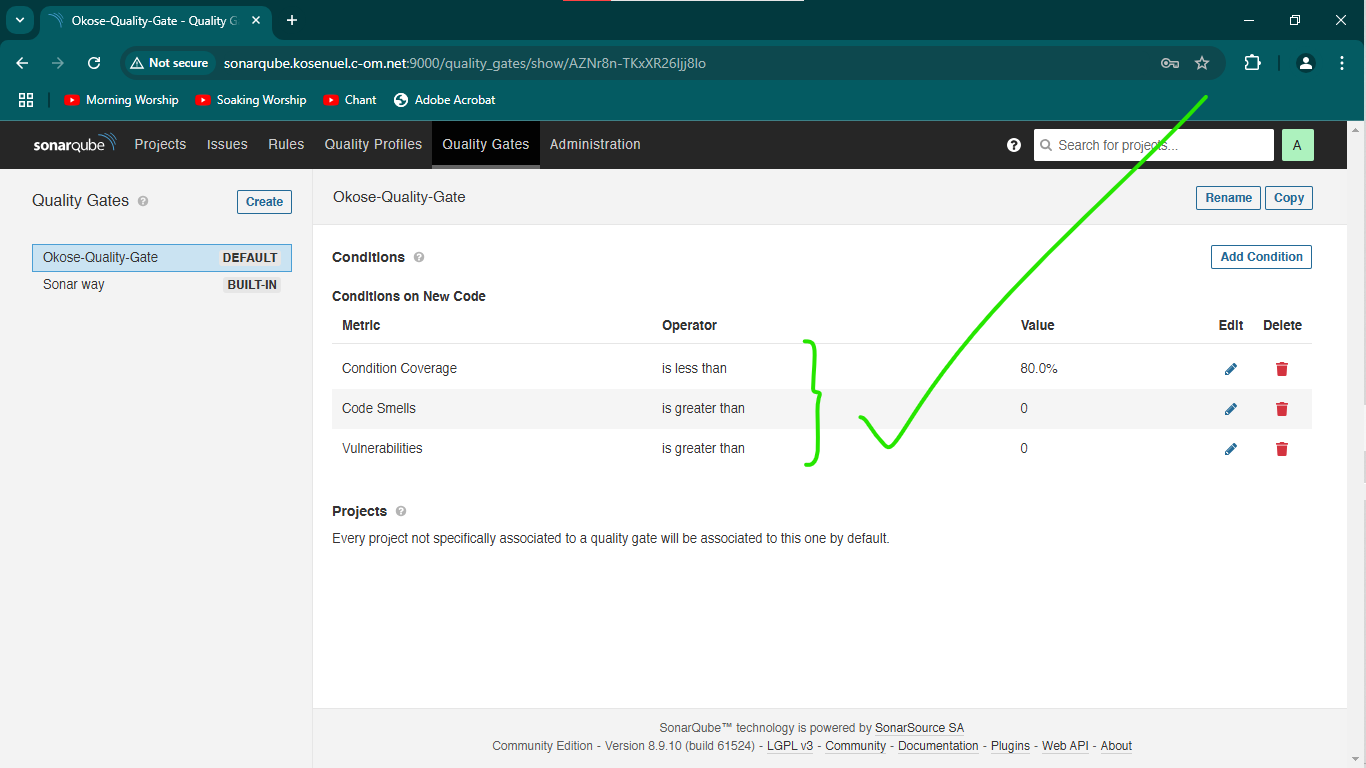 Okose-Quality-Gate - Quality G
Not secure sonarqube.kosenuel.c-om.net:9000/quality_gates/show/AZNr8n-TKxXR26Ijj8lo
Morning Worship Soaking Worship Chant Adobe Acrobat
sonarqube Projects Issues Rules Quality Profiles Quality Gates Administration ? Search for projects... A
Quality Gates ? Create
Okose-Quality-Gate DEFAULT
Sonar way BUILT-IN
Okose-Quality-Gate Rename Copy
Conditions ? Add Condition
Conditions on New Code
Metric Operator Value Edit Delete
Condition Coverage is less than 80.0%
Code Smells is greater than 0
Vulnerabilities is greater than 0
Projects ?
Every project not specifically associated to a quality gate will be associated to this one by default.
SonarQube™ technology is powered by SonarSource SA
Community Edition - Version 8.9.10 (build 61524) - LGPL v3 - Community - Documentation - Plugins - Web API - About